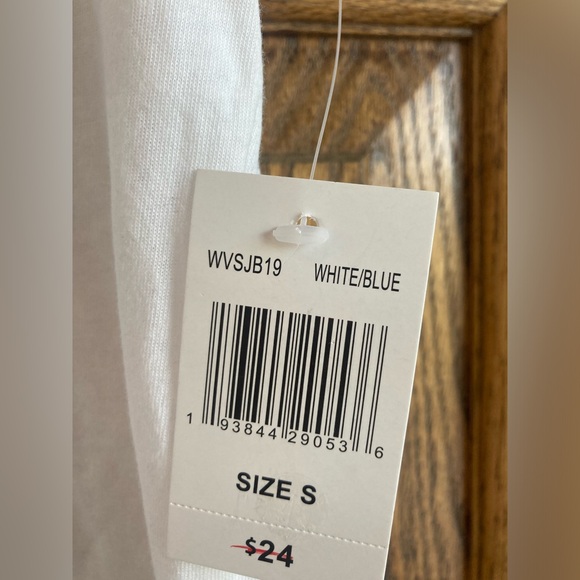 WVSJB19 WHITE/BLUE
1 93844 29053 6
SIZE S
$24